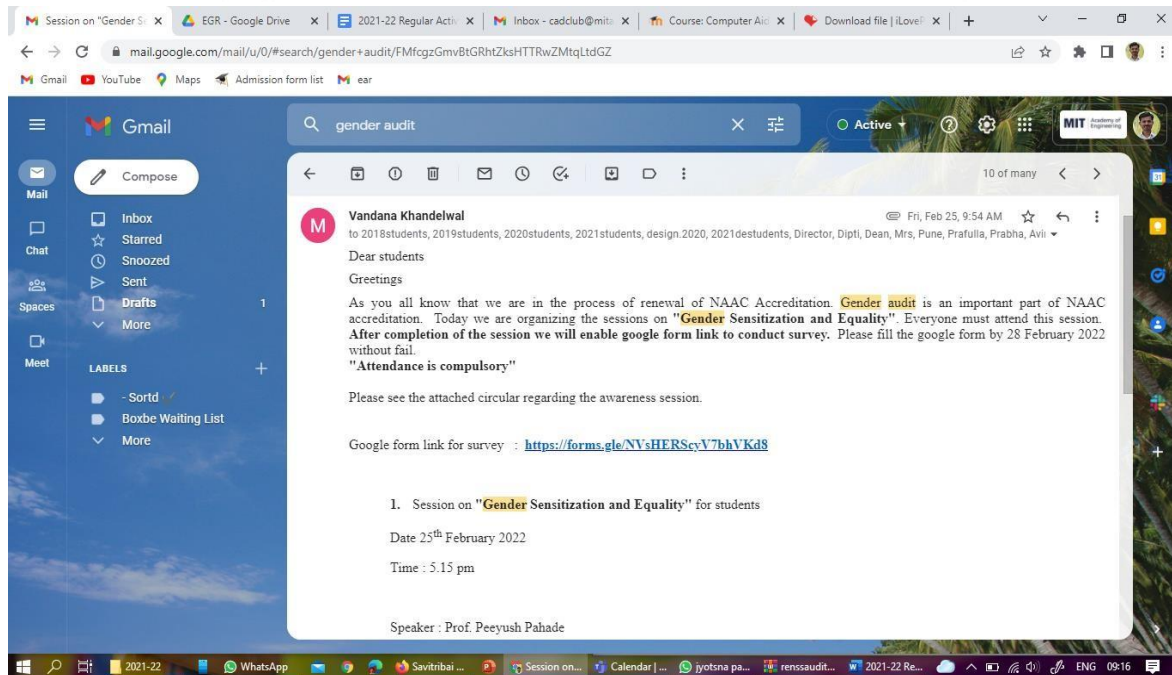 Session on "Gender Se
EGR - Google Drive
2021-22 Regular Activ
Inbox - cadclub@mita
Course: Computer Aid
Download file | iLoveP
mail.google.com/mail/u/0/#search/gender+audit/FMfcgzGmvBtGRhtZksHTTRwZMtqLtdGZ
Gmail YouTube Maps Admission form list ear
Gmail
gender audit
Active
MIT Academy of Engineering
Compose
10 of many
Mail
Chat
Spaces
Meet
Inbox
Starred
Snoozed
Sent
Drafts 1
More
LABELS
- Sortd
Boxbe Waiting List
More
M
Vandana Khandelwal
Fri, Feb 25, 9:54 AM
to 2018students, 2019students, 2020students, 2021students, design.2020, 2021destudents, Director, Dipti, Dean, Mrs, Pune, Prafulla, Prabha, Avi
Dear students
Greetings
As you all know that we are in the process of renewal of NAAC Accreditation. Gender audit is an important part of NAAC
accreditation. Today we are organizing the sessions on "Gender Sensitization and Equality". Everyone must attend this session.
After completion of the session we will enable google form link to conduct survey. Please fill the google form by 28 February 2022
without fail.
"Attendance is compulsory"
Please see the attached circular regarding the awareness session.
Google form link for survey : https://forms.gle/NVsHERScyV7bhVKd8
1. Session on "Gender Sensitization and Equality" for students
Date 25th February 2022
Time : 5.15 pm
Speaker : Prof. Peeyush Pahade
2021-22
WhatsApp
Savitribai ...
Session on...
Calendar | ...
jyotsna pa...
renssaudit...
2021-22 Re...
ENG 09:16